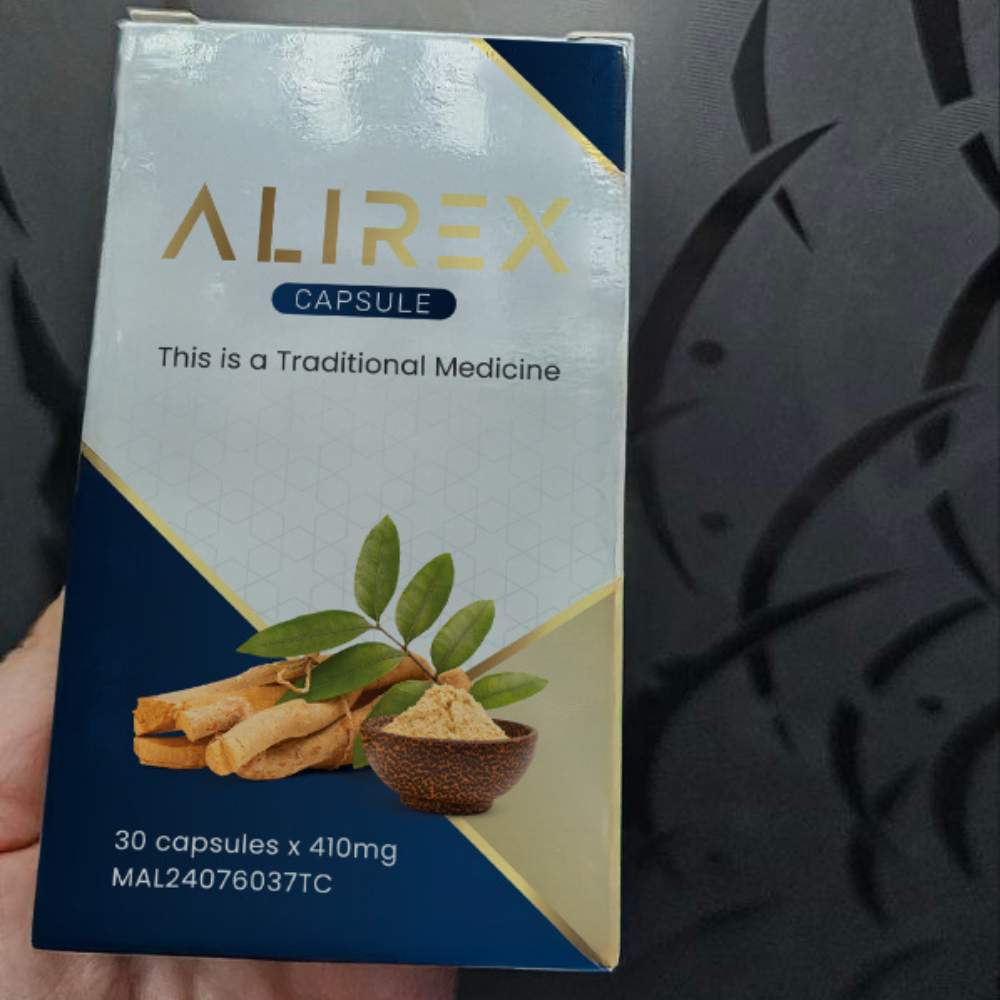 ALIREX
CAPSULE
This is a Traditional Medicine
30 capsules x 410mg
MAL24076037TC